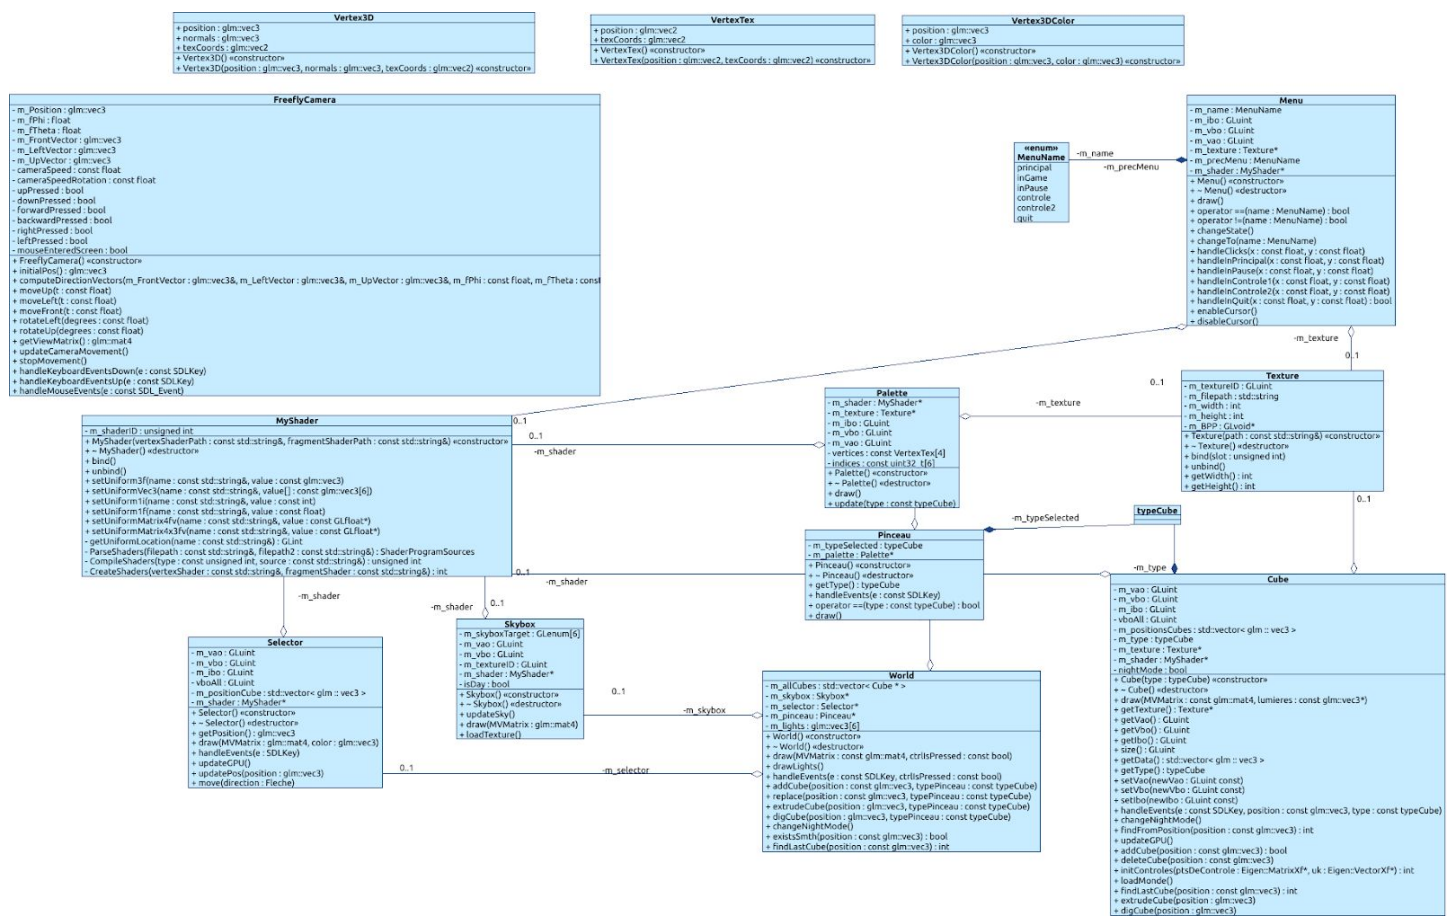 Vertex3D
+ position : glm::vec3
+ normals : glm::vec3
+ texCoords : glm::vec2
+ Vertex3D() «constructor»
+ Vertex3D(position : glm::vec3, normals : glm::vec3, texCoords : glm::vec2) «constructor»
VertexTex
+ position : glm::vec2
+ texCoords : glm::vec2
+ VertexTex() «constructor»
+ VertexTex(position : glm::vec2, texCoords : glm::vec2) «constructor»
Vertex3DColor
+ position : glm::vec3
+ color : glm::vec3
+ Vertex3DColor() «constructor»
+ Vertex3DColor(position : glm::vec3, color : glm::vec3) «constructor»
FreeflyCamera
- m_Position : glm::vec3
- m_fPhi : float
- m_fTheta : float
- m_FrontVector : glm::vec3
- m_LeftVector : glm::vec3
- m_UpVector : glm::vec3
- cameraSpeed : const float
- cameraSpeedRotation : const float
- upPressed : bool
- downPressed : bool
- forwardPressed : bool
- backwardPressed : bool
- rightPressed : bool
- leftPressed : bool
- mouseEnteredScreen : bool
+ FreeflyCamera() «constructor»
+ initialPos() : glm::vec3
+ computeDirectionVectors(m_FrontVector : glm::vec3&, m_LeftVector : glm::vec3&, m_UpVector : glm::vec3&, m_fPhi : const float, m_fTheta : const
+ moveUp(t : const float)
+ moveLeft(t : const float)
+ moveFront(t : const float)
+ rotateLeft(degrees : const float)
+ rotateUp(degrees : const float)
+ getViewMatrix() : glm::mat4
+ updateCameraMovement()
+ stopMovement()
+ handleKeyboardEventsDown(e : const SDLKey)
+ handleKeyboardEventsUp(e : const SDLKey)
+ handleMouseEvents(e : const SDL_Event)
«enum»
MenuName
principal
inGame
inPause
controle
controle2
quit
-m_name
-m_precMenu
Menu
- m_name : MenuName
- m_ibo : GLuint
- m_vbo : GLuint
- m_vao : GLuint
- m_texture : Texture*
- m_precMenu : MenuName
- m_shader : MyShader*
+ Menu() «constructor»
+ ~ Menu() «destructor»
+ draw()
+ operator ==(name : MenuName) : bool
+ operator !=(name : MenuName) : bool
+ changeState()
+ changeTo(name : MenuName)
+ handleClicks(x : const float, y : const float)
+ handleInPrincipal(x : const float, y : const float)
+ handleInPause(x : const float, y : const float)
+ handleInControle1(x : const float, y : const float)
+ handleInControle2(x : const float, y : const float)
+ handleInQuit(x : const float, y : const float) : bool
+ enableCursor()
+ disableCursor()
-m_texture
0..1
Texture
- m_textureID : GLuint
- m_filepath : std::string
- m_width : int
- m_height : int
- m_BPP : GLvoid*
+ Texture(path : const std::string&) «constructor»
+ ~ Texture() «destructor»
+ bind(slot : unsigned int)
+ unbind()
+ getWidth() : int
+ getHeight() : int
0..1
0..1
-m_texture
Palette
- m_shader : MyShader*
- m_texture : Texture*
- m_ibo : GLuint
- m_vbo : GLuint
- m_vao : GLuint
- vertices : const VertexTex[4]
- indices : const uint32_t[6]
+ Palette() «constructor»
+ ~ Palette() «destructor»
+ draw()
+ update(type : const typeCube)
MyShader
- m_shaderID : unsigned int
+ MyShader(vertexShaderPath : const std::string&, fragmentShaderPath : const std::string&) «constructor»
+ ~ MyShader() «destructor»
+ bind()
+ unbind()
+ setUniform3f(name : const std::string&, value : const glm::vec3)
+ setUniformVec3(name : const std::string&, value[] : const glm::vec3[6])
+ setUniform1i(name : const std::string&, value : const int)
+ setUniform1f(name : const std::string&, value : const float)
+ setUniformMatrix4fv(name : const std::string&, value : const GLfloat*)
+ setUniformMatrix4x3fv(name : const std::string&, value : const GLfloat*)
- getUniformLocation(name : const std::string&) : GLint
- ParseShaders(filepath : const std::string&, filepath2 : const std::string&) : ShaderProgramSources
- CompileShaders(type : const unsigned int, source : const std::string&) : unsigned int
- CreateShaders(vertexShader : const std::string&, fragmentShader : const std::string&) : int
0..1
0..1
-m_shader
0..1
-m_shader
-m_typeSelected
typeCube
-m_type
Pinceau
- m_typeSelected : typeCube
- m_palette : Palette*
+ Pinceau() «constructor»
+ ~ Pinceau() «destructor»
+ getType() : typeCube
+ handleEvents(e : const SDLKey)
+ operator ==(type : const typeCube) : bool
+ draw()
-m_shader
-m_shader
0..1
Selector
- m_vao : GLuint
- m_vbo : GLuint
- m_ibo : GLuint
- vboAll : GLuint
- m_positionCube : std::vector< glm :: vec3 >
- m_shader : MyShader*
+ Selector() «constructor»
+ ~ Selector() «destructor»
+ getPosition() : glm::vec3
+ draw(MVMatrix : glm::mat4, color : glm::vec3)
+ handleEvents(e : SDLKey)
+ updateGPU()
+ updatePos(position : glm::vec3)
+ move(direction : Fleche)
Skybox
- m_skyboxTarget : GLenum[6]
- m_vao : GLuint
- m_vbo : GLuint
- m_textureID : GLuint
- m_shader : MyShader*
- isDay : bool
+ Skybox() «constructor»
+ ~ Skybox() «destructor»
+ updateSky()
+ draw(MVMatrix : glm::mat4)
+ loadTexture()
0..1
-m_skybox
0..1
-m_selector
World
- m_allCubes : std::vector< Cube * >
- m_skybox : Skybox*
- m_selector : Selector*
- m_pinceau : Pinceau*
- m_lights : glm::vec3[6]
+ World() «constructor»
+ ~ World() «destructor»
+ draw(MVMatrix : const glm::mat4, ctrlIsPressed : const bool)
+ drawLights()
+ handleEvents(e : const SDLKey, ctrlIsPressed : const bool)
+ addCube(position : const glm::vec3, typePinceau : const typeCube)
+ replace(position : const glm::vec3, typePinceau : const typeCube)
+ extrudeCube(position : glm::vec3, typePinceau : const typeCube)
+ digCube(position : glm::vec3, typePinceau : const typeCube)
+ changeNightMode()
+ existsSmth(position : const glm::vec3) : bool
+ findLastCube(position : const glm::vec3) : int
Cube
- m_vao : GLuint
- m_vbo : GLuint
- m_ibo : GLuint
- vboAll : GLuint
- m_positionsCubes : std::vector< glm :: vec3 >
- m_type : typeCube
- m_texture : Texture*
- m_shader : MyShader*
- nightMode : bool
+ Cube(type : typeCube) «constructor»
+ ~ Cube() «destructor»
+ draw(MVMatrix : const glm::mat4, lumieres : const glm::vec3*)
+ getTexture() : Texture*
+ getVao() : GLuint
+ getVbo() : GLuint
+ getIbo() : GLuint
+ size() : GLuint
+ getData() : std::vector< glm :: vec3 >
+ getType() : typeCube
+ setVao(newVao : GLuint const)
+ setVbo(newVbo : GLuint const)
+ setIbo(newIbo : GLuint const)
+ handleEvents(e : const SDLKey, position : const glm::vec3, type : const typeCube)
+ changeNightMode()
+ findFromPosition(position : const glm::vec3) : int
+ updateGPU()
+ addCube(position : const glm::vec3) : bool
+ deleteCube(position : const glm::vec3)
+ initControles(ptsDeControle : Eigen::MatrixXf*, uk : Eigen::VectorXf*) : int
+ loadMonde()
+ findLastCube(position : const glm::vec3) : int
+ extrudeCube(position : glm::vec3)
+ digCube(position : glm::vec3)